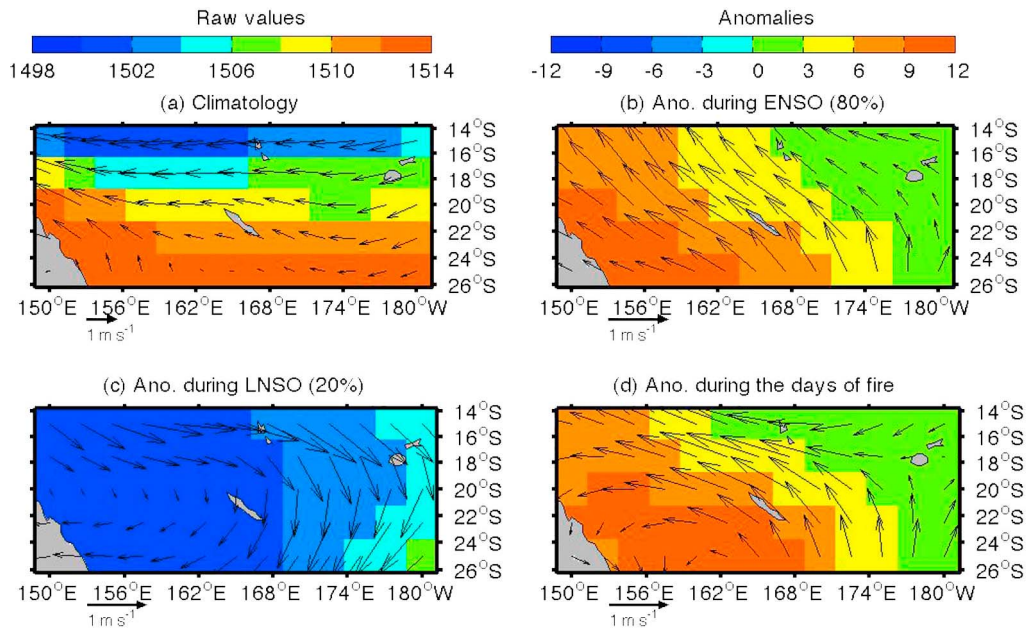 Raw values
Anomalies
1498 1502 1506 1510 1514
-12 -9 -6 -3 0 3 6 9 12
(a) Climatology
(b) Ano. during ENSO (80%)
14°S
16°S
18°S
20°S
22°S
24°S
26°S
14°S
16°S
18°S
20°S
22°S
24°S
26°S
150°E 156°E 162°E 168°E 174°E 180°W
150°E 156°E 162°E 168°E 174°E 180°W
1 m s⁻¹
1 m s⁻¹
(c) Ano. during LNSO (20%)
(d) Ano. during the days of fire
14°S
16°S
18°S
20°S
22°S
24°S
26°S
14°S
16°S
18°S
20°S
22°S
24°S
26°S
150°E 156°E 162°E 168°E 174°E 180°W
150°E 156°E 162°E 168°E 174°E 180°W
1 m s⁻¹
1 m s⁻¹